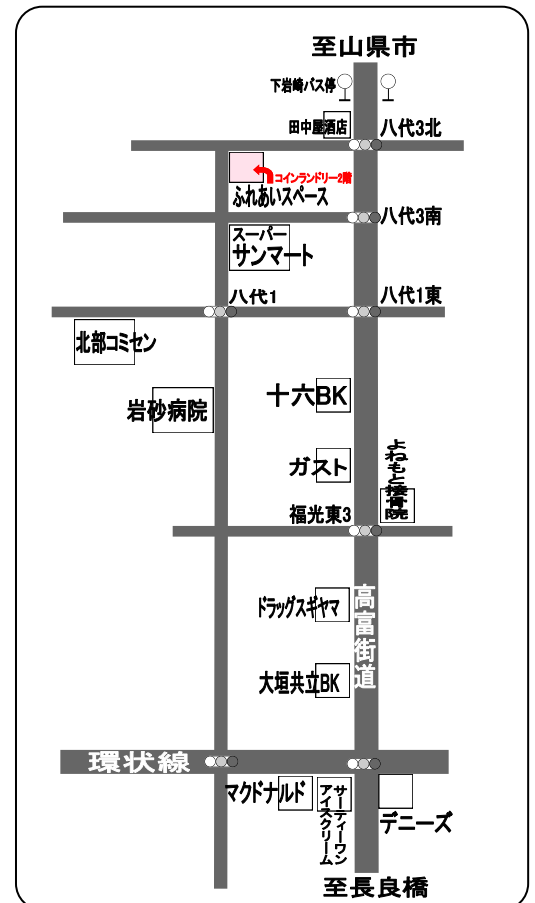 至山県市
下岩崎バス停
田中屋酒店
八代3北
コインランドリー2階
ふれあいスペース
八代3南
スーパー
サンマート
八代1
八代1東
北部コミセン
十六BK
岩砂病院
よねもと接骨院
ガスト
福光東3
ドラッグスギヤマ
高富街道
大垣共立BK
環状線
マクドナルド
サーティーワン
アイスクリーム
デニーズ
至長良橋